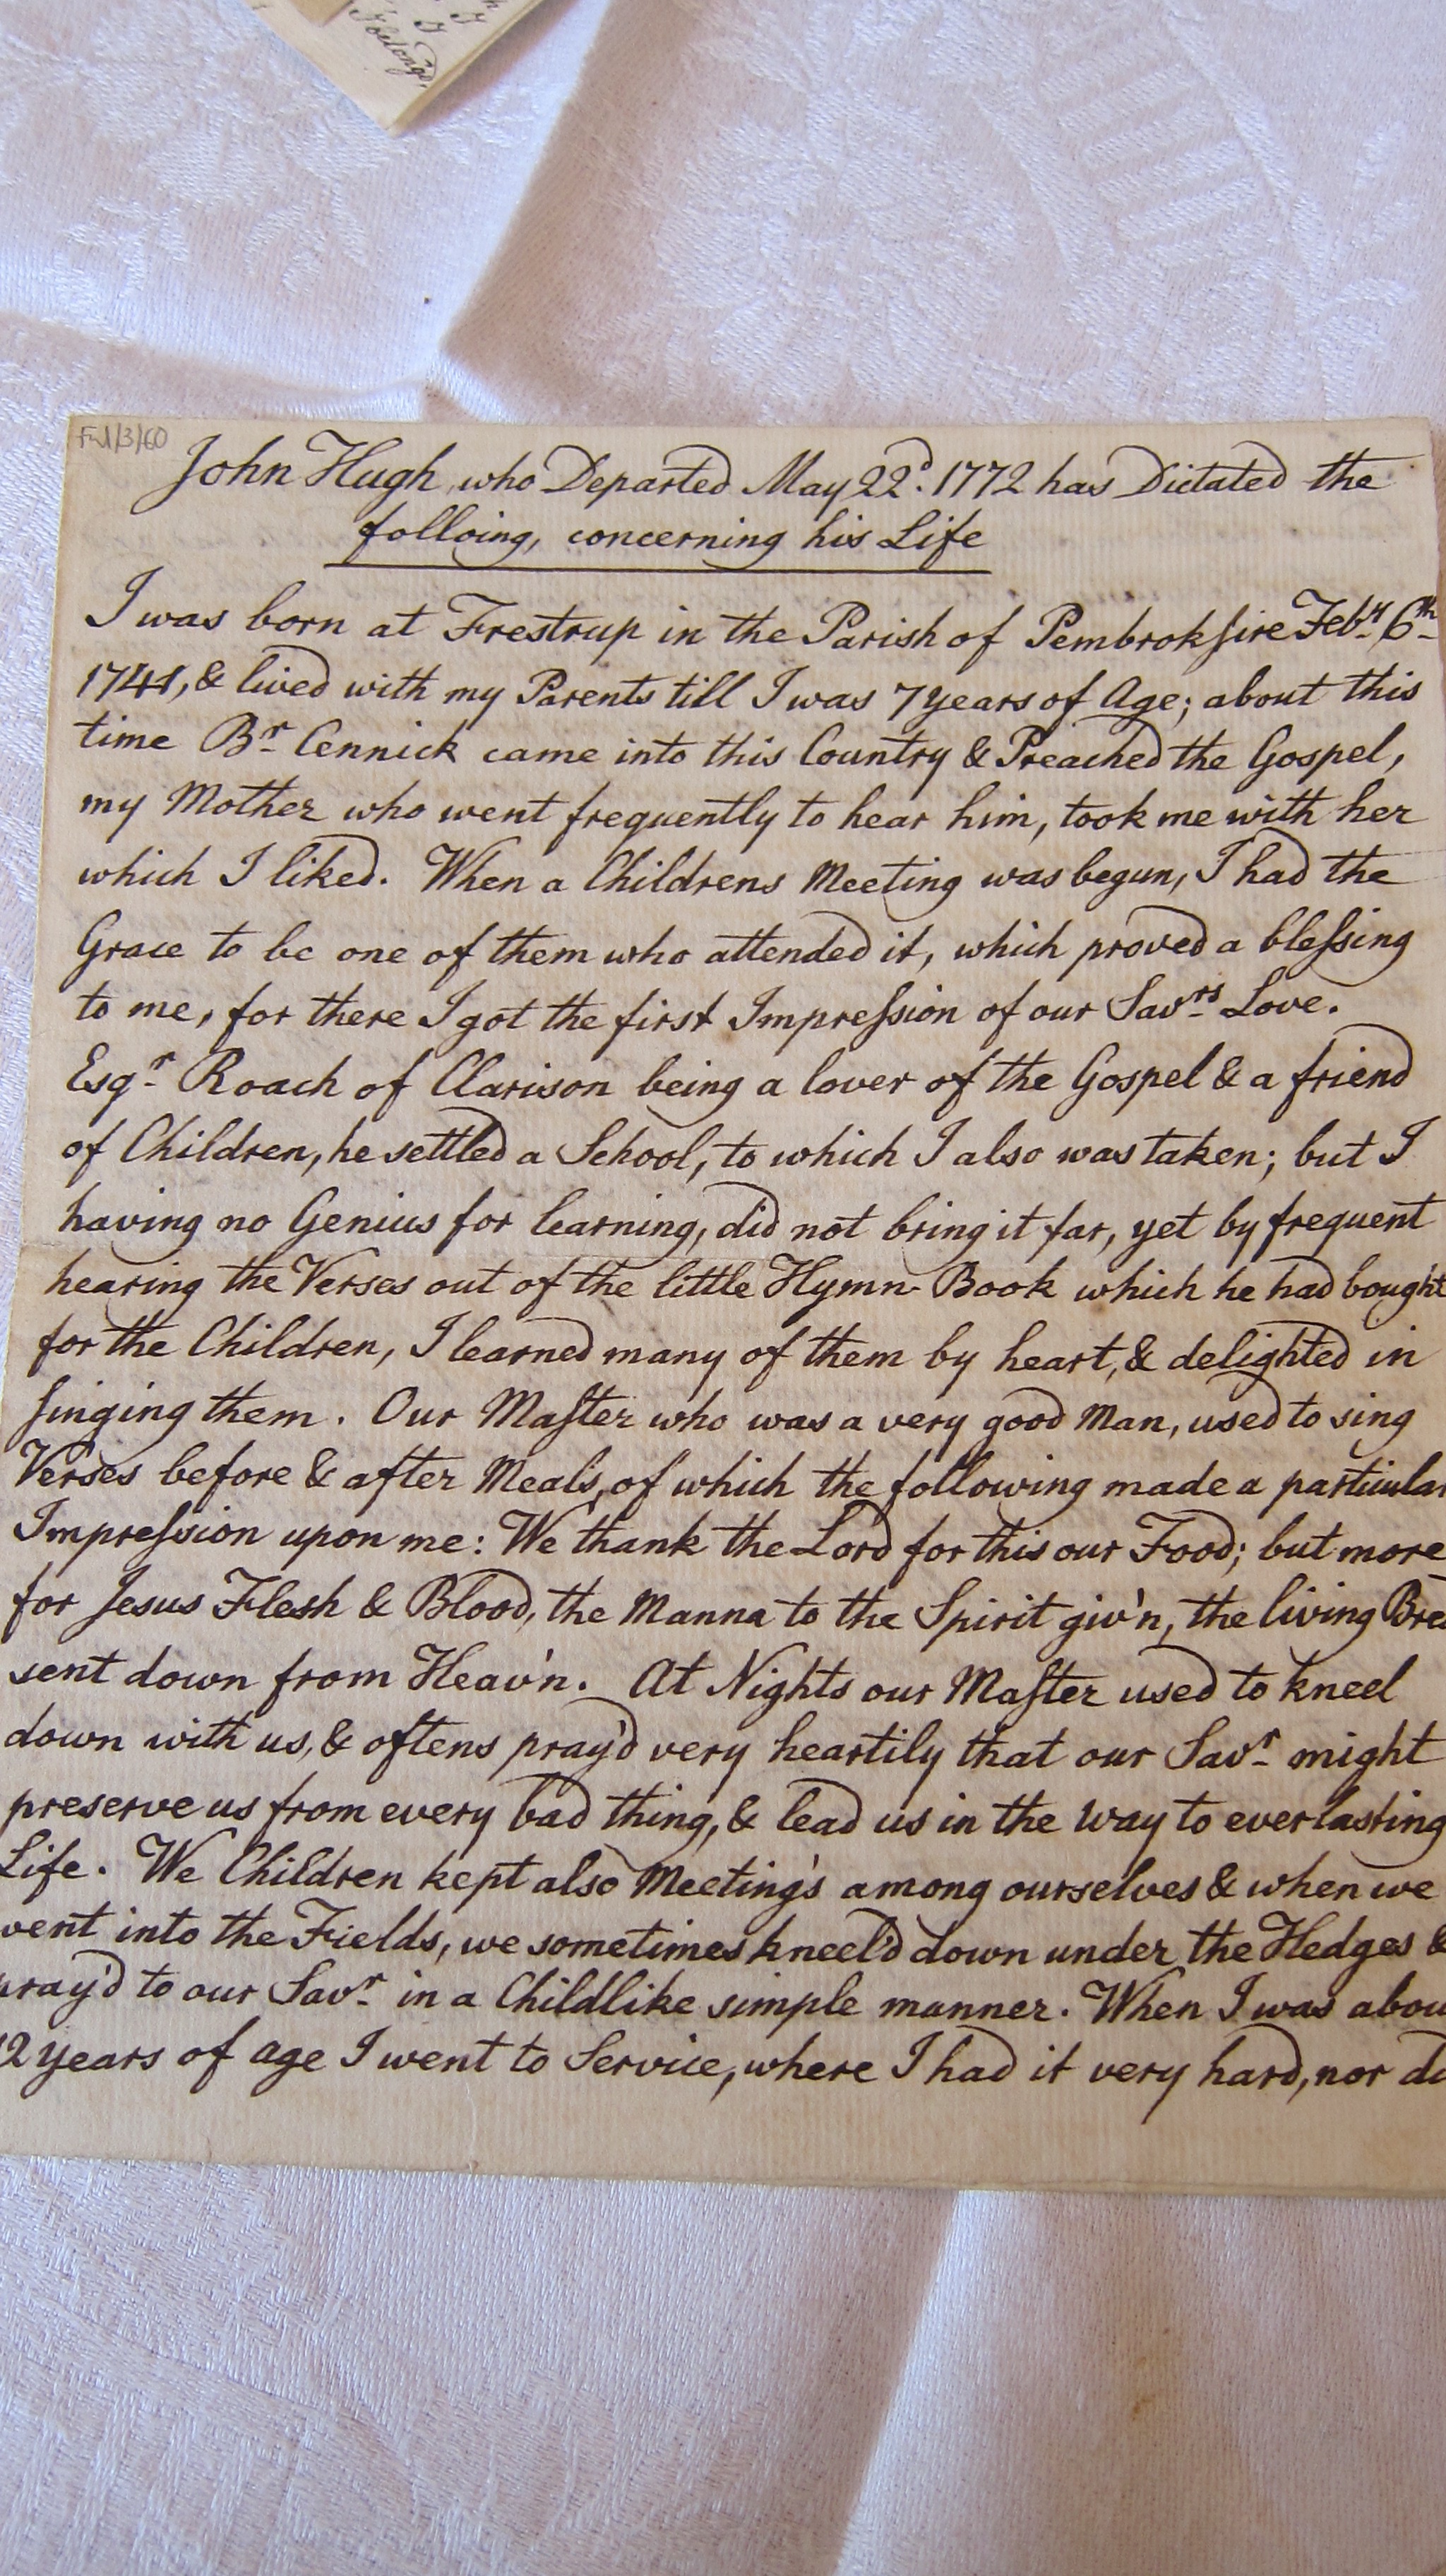 Belongs
John Hugh, who Departed May 22d. 1772 has Dictated the
folloing, concerning his Life
I was born at Frestrup in the Parish of Pembrokſire Febry 6th
1741, & lived with my Parents till I was 7 years of Age; about this
time Br Cennick came into this Country & Preached the Gospel,
my Mother who went frequently to hear him, took me with her
which I liked. When a Childrens Meeting was begun, I had the
Grace to be one of them who attended it, which proved a bleſsing
to me, for there I got the first Impreſsion of our Savrs Love.
Esqr Roach of Clarison being a lover of the Gospel & a friend
of Children, he settled a School, to which I also was taken; but I
having no Genius for learning, did not bring it far, yet by frequent
hearing the Verses out of the little Hymn-Book which he had bought
for the Children, I learned many of them by heart, & delighted in
ſinging them. Our Maſter who was a very good Man, used to sing
Verses before & after Meals, of which the following made a particular
Impreſsion upon me: We thank the Lord for this our Food; but more
for Jesus Flesh & Blood, the Manna to the Spirit giv'n, the living Brea
sent down from Heav'n. At Nights our Maſter used to kneel
down with us, & oftens pray'd very heartily that our Savr might
preserve us from every bad thing, & lead us in the way to everlasting
Life. We Children kept also Meeting's among ourselves & when we
went into the Fields, we sometimes kneel'd down under the Hedges &
pray'd to our Savr in a Childlike simple manner. When I was abou
12 years of age I went to Service, where I had it very hard, nor